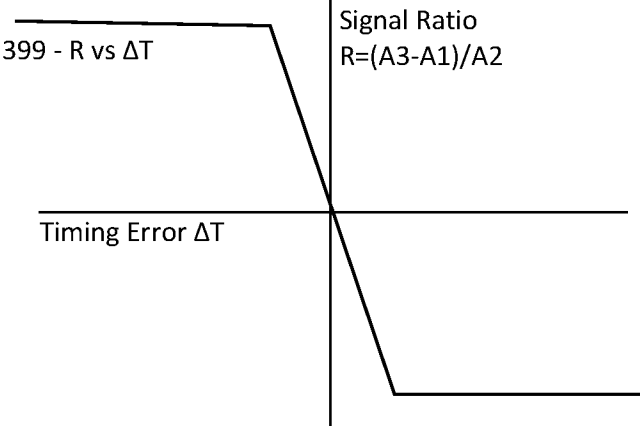 Signal Ratio
R=(A3-A1)/A2
399 - R vs ΔT
Timing Error ΔT